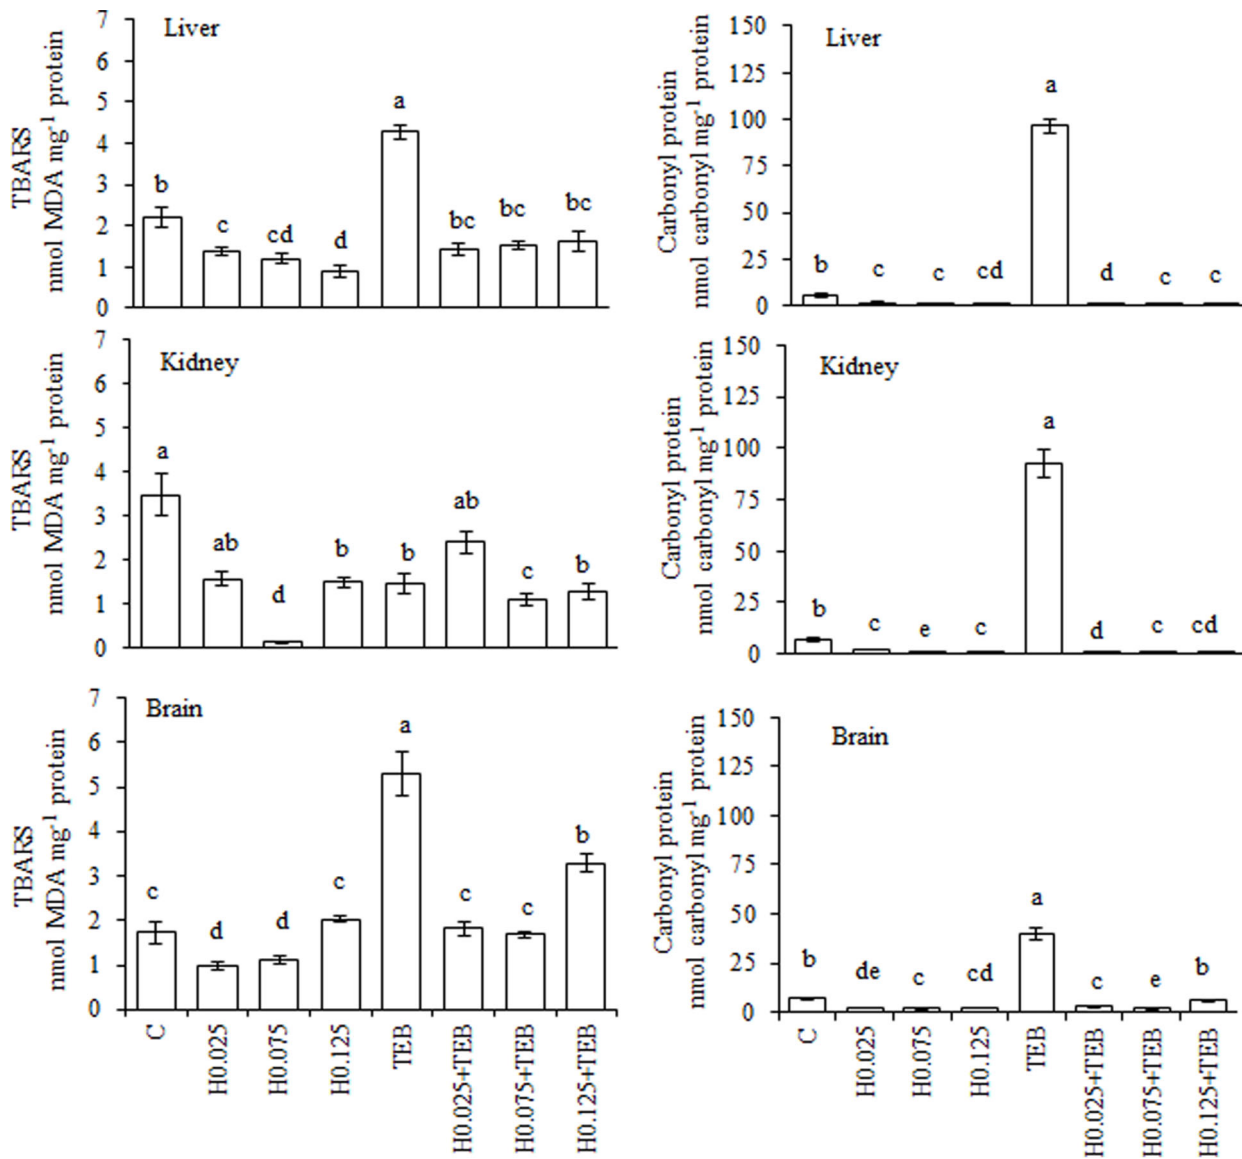 Liver
TBARS
nmol MDA mg⁻¹ protein
7
6
5
4
3
2
1
0
b
c
cd
d
a
bc
bc
bc
Liver
Carbonyl protein
nmol carbonyl mg⁻¹ protein
150
125
100
75
50
25
0
b
c
c
cd
a
d
c
c
Kidney
TBARS
nmol MDA mg⁻¹ protein
7
6
5
4
3
2
1
0
a
ab
d
b
b
ab
c
b
Kidney
Carbonyl protein
nmol carbonyl mg⁻¹ protein
150
125
100
75
50
25
0
b
c
e
c
a
d
c
cd
Brain
TBARS
nmol MDA mg⁻¹ protein
7
6
5
4
3
2
1
0
c
d
d
c
a
c
c
b
C
H0.025
H0.075
H0.125
TEB
H0.025+TEB
H0.075+TEB
H0.125+TEB
Brain
Carbonyl protein
nmol carbonyl mg⁻¹ protein
150
125
100
75
50
25
0
b
de
c
cd
a
c
e
b
C
H0.025
H0.075
H0.125
TEB
H0.025+TEB
H0.075+TEB
H0.125+TEB